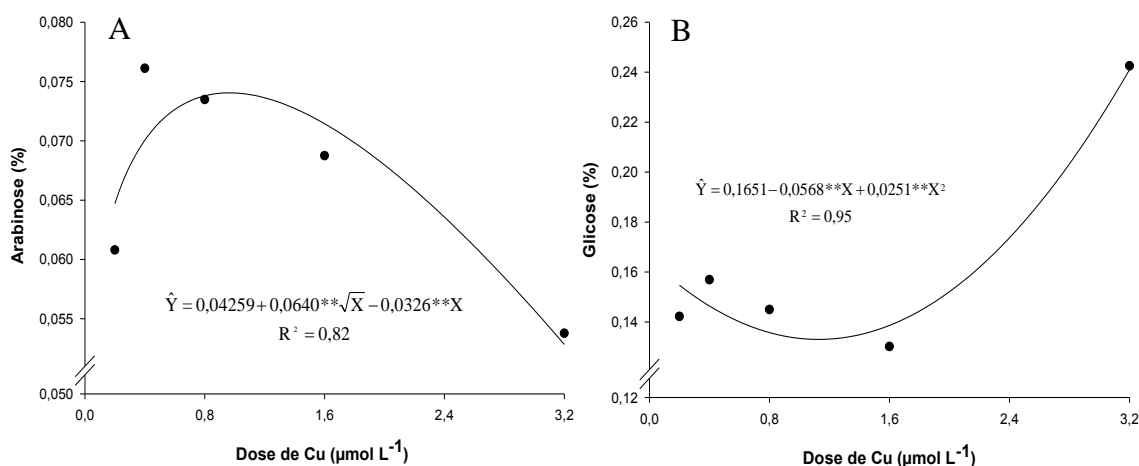 A
0,080
0,075
0,070
0,065
0,060
0,055
0,050
Arabinose (%)
Ŷ = 0,04259 + 0,0640**√X − 0,0326**X
R² = 0,82
0,0 0,8 1,6 2,4 3,2
Dose de Cu (µmol L⁻¹)
B
0,26
0,24
0,22
0,20
0,18
0,16
0,14
0,12
Glicose (%)
Ŷ = 0,1651 − 0,0568**X + 0,0251**X²
R² = 0,95
0,0 0,8 1,6 2,4 3,2
Dose de Cu (µmol L⁻¹)